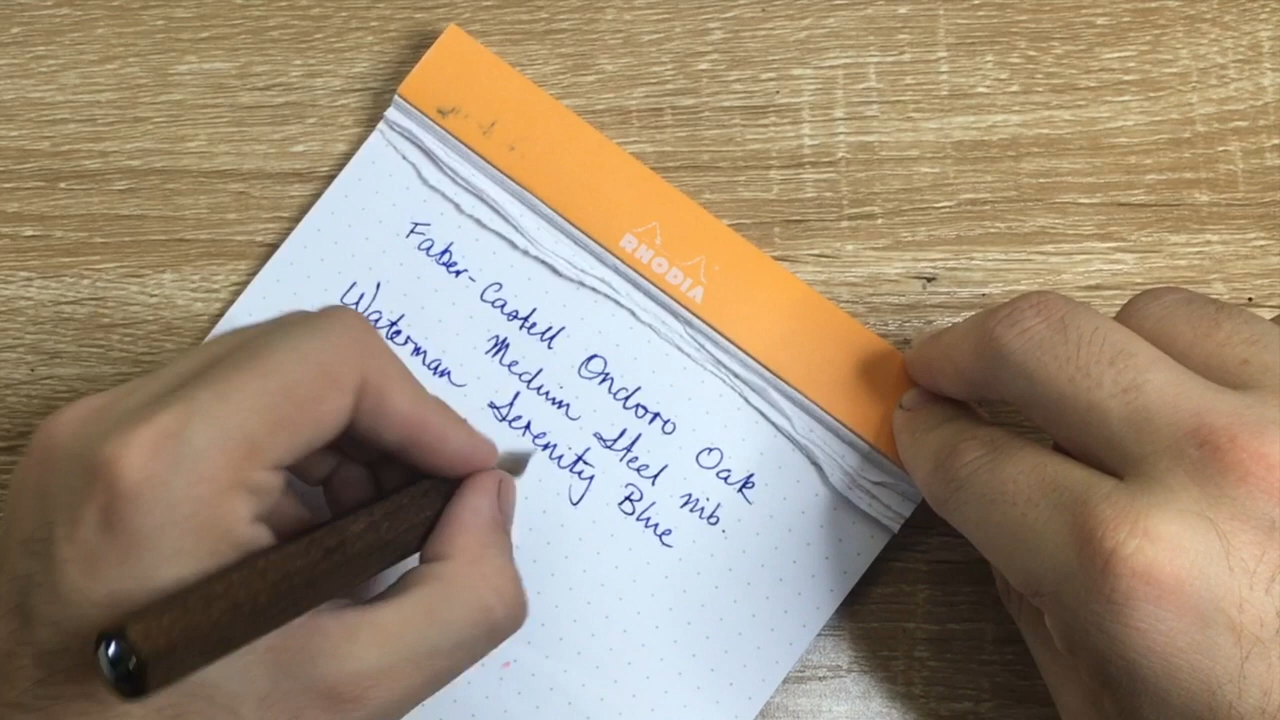 RHODIA
Faber-Castell Ondoro Oak
Medium Steel nib.
Waterman Serenity Blue